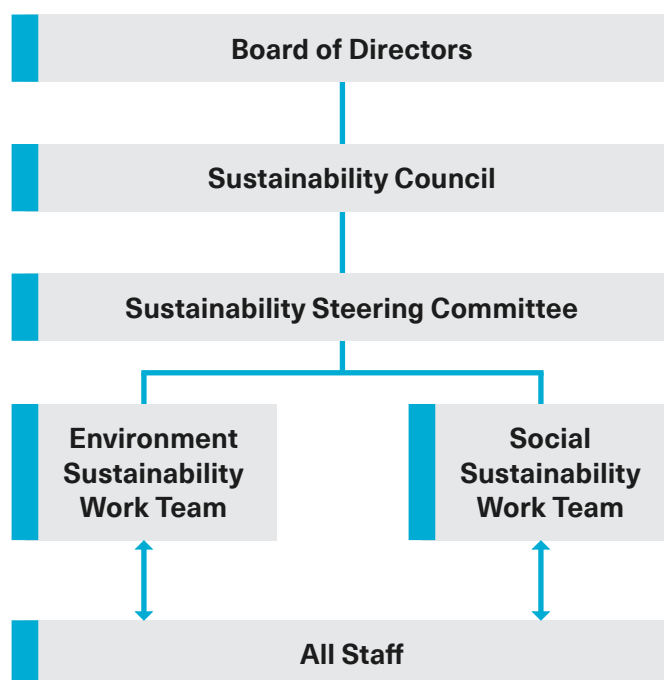 Board of Directors
Sustainability Council
Sustainability Steering Committee
Environment
Sustainability
Work Team
Social
Sustainability
Work Team
All Staff